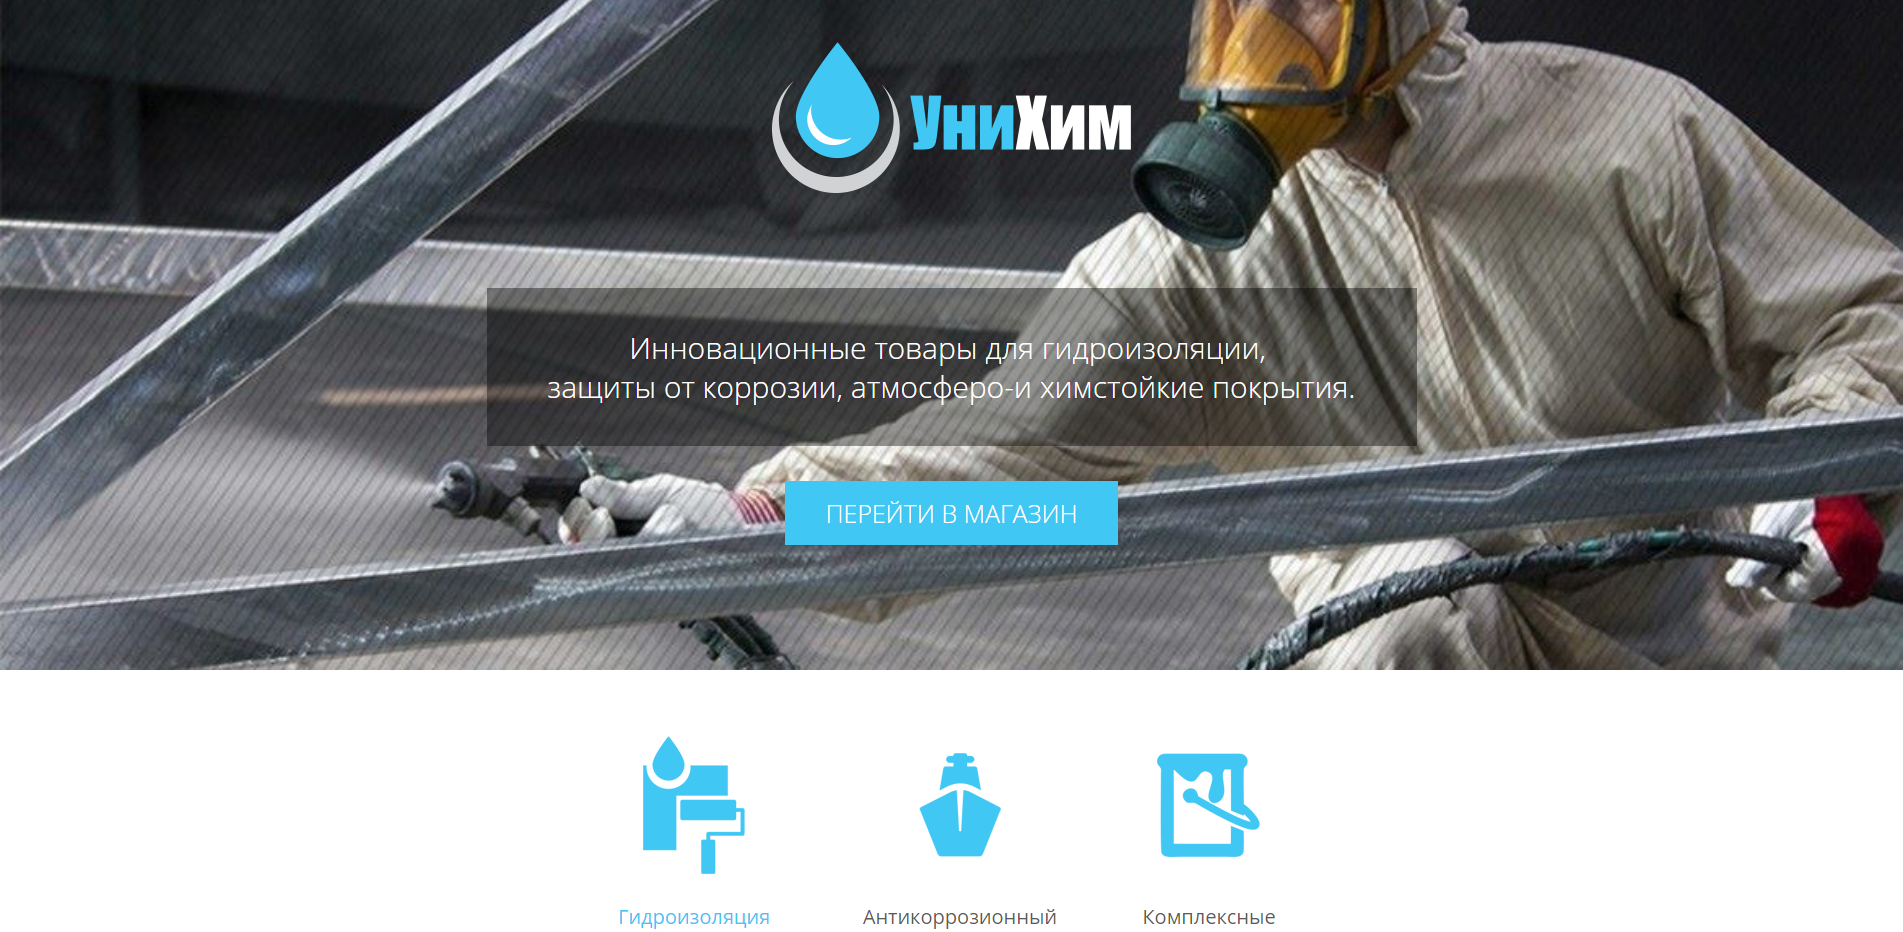 УниХим
Инновационные товары для гидроизоляции,
защиты от коррозии, атмосферо-и химстойкие покрытия.
ПЕРЕЙТИ В МАГАЗИН
Гидроизоляция
Антикоррозионный
Комплексные